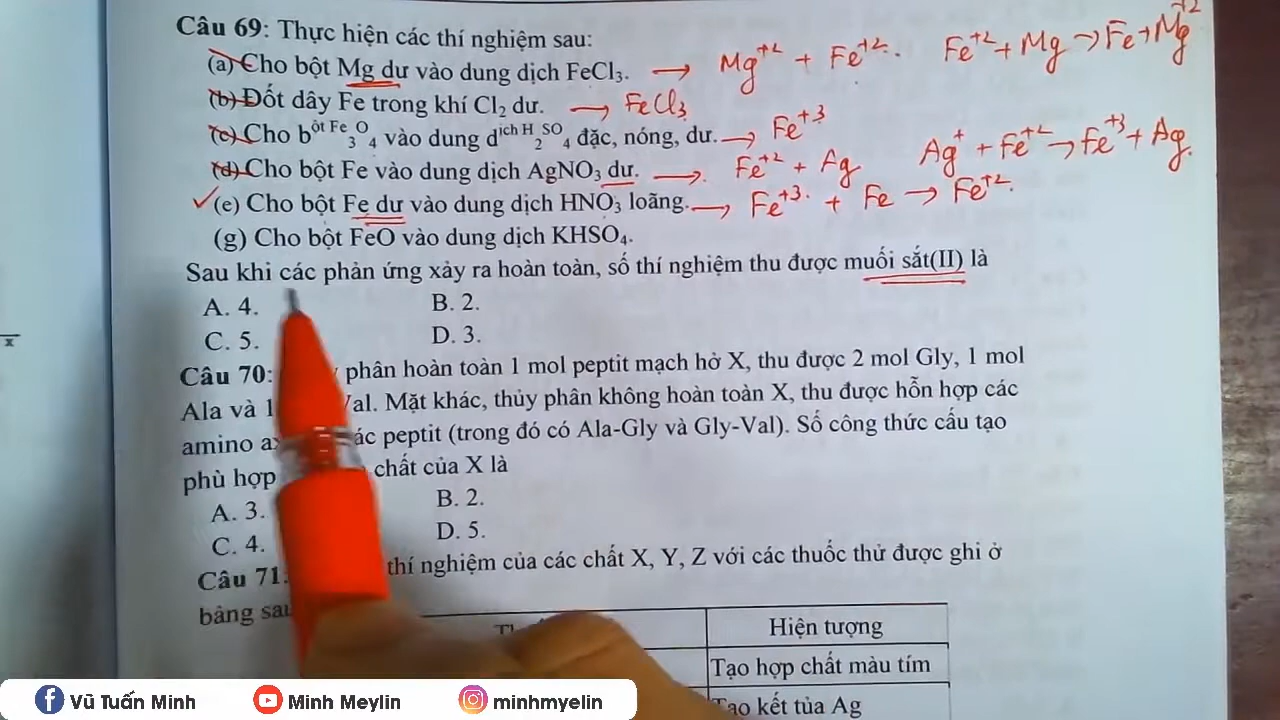 Câu 69: Thực hiện các thí nghiệm sau:
(a) Cho bột Mg dư vào dung dịch FeCl3. → Mg+2 + Fe+2. Fe+2 + Mg → Fe + Mg+2
(b) Đốt dây Fe trong khí Cl2 dư. → FeCl3
(c) Cho bột Fe3O4 vào dung dịch H2SO4 đặc, nóng, dư. → Fe+3
(d) Cho bột Fe vào dung dịch AgNO3 dư. → Fe+2 + Ag Ag+ + Fe+2 → Fe+3 + Ag.
(e) Cho bột Fe dư vào dung dịch HNO3 loãng. → Fe+3 + Fe → Fe+2.
(g) Cho bột FeO vào dung dịch KHSO4.
Sau khi các phản ứng xảy ra hoàn toàn, số thí nghiệm thu được muối sắt(II) là
A. 4. B. 2.
C. 5. D. 3.
Câu 70: phân hoàn toàn 1 mol peptit mạch hở X, thu được 2 mol Gly, 1 mol
Ala và 1 Val. Mặt khác, thủy phân không hoàn toàn X, thu được hỗn hợp các
amino peptit (trong đó có Ala-Gly và Gly-Val). Số công thức cấu tạo
phù hợp chất của X là
A. 3. B. 2.
C. 4. D. 5.
Câu 71 thí nghiệm của các chất X, Y, Z với các thuốc thử được ghi ở
bảng sau
Hiện tượng
Tạo hợp chất màu tím
Tạo kết tủa Ag
x
Vũ Tuấn Minh Minh Meylin minhmyelin